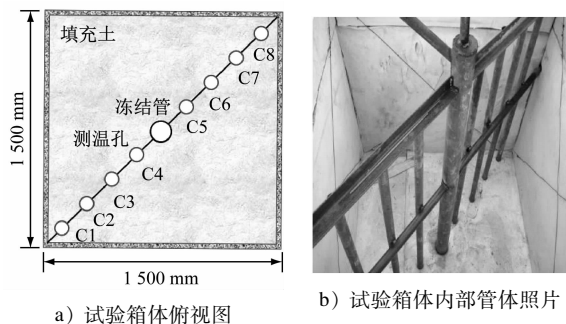 填充土
C8
C7
C6
冻结管
C5
测温孔
C4
C3
C2
C1
1 500 mm
1 500 mm
a）试验箱体俯视图
b）试验箱体内部管体照片